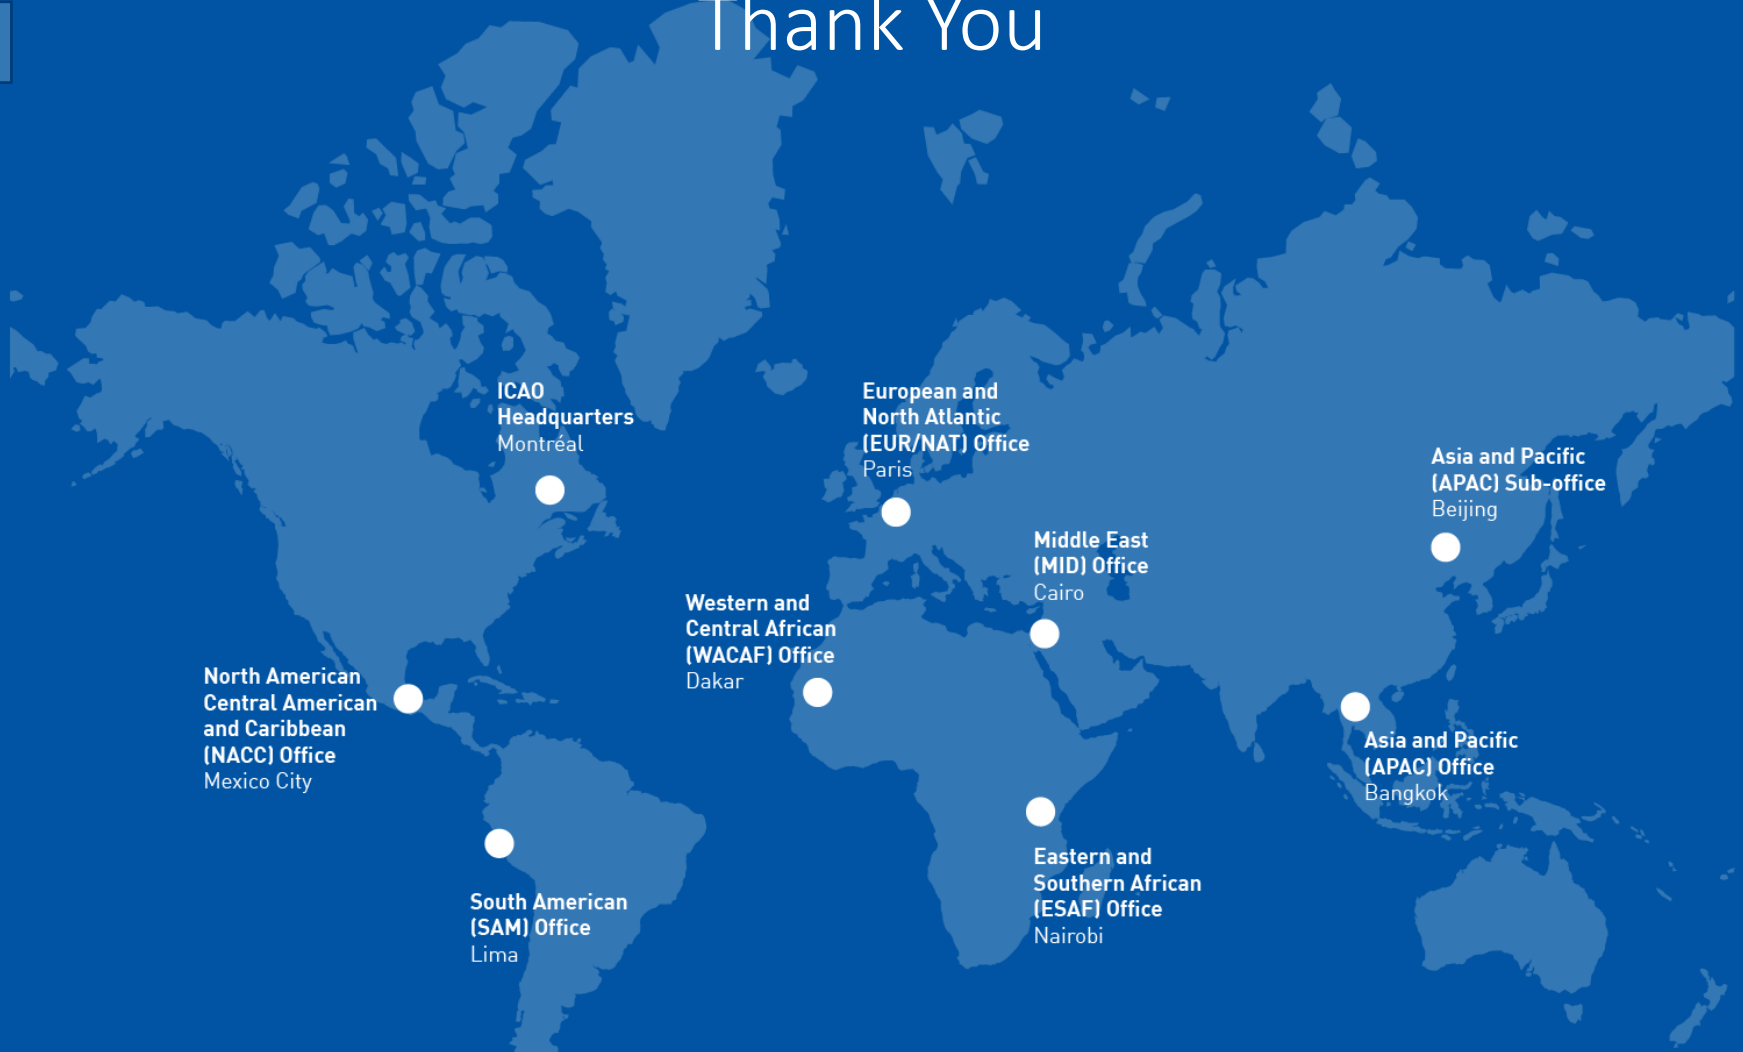 Thank You
ICAO
Headquarters
Montréal
European and
North Atlantic
(EUR/NAT) Office
Paris
Asia and Pacific
(APAC) Sub-office
Beijing
Middle East
(MID) Office
Cairo
Western and
Central African
(WACAF) Office
Dakar
North American
Central American
and Caribbean
(NACC) Office
Mexico City
Asia and Pacific
(APAC) Office
Bangkok
Eastern and
Southern African
(ESAF) Office
Nairobi
South American
(SAM) Office
Lima